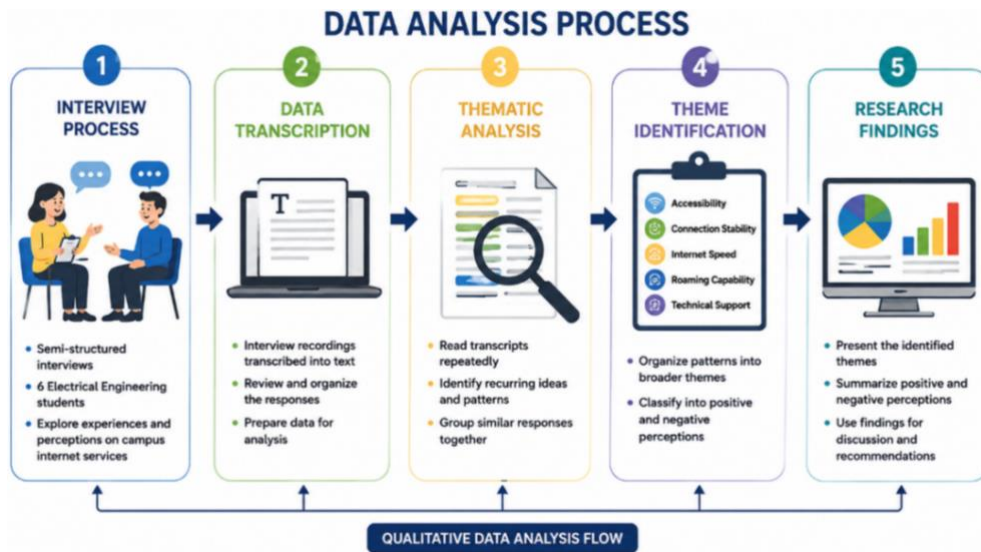 DATA ANALYSIS PROCESS
1
INTERVIEW
PROCESS
• Semi-structured
interviews
• 6 Electrical Engineering
students
• Explore experiences and
perceptions on campus
internet services
2
DATA
TRANSCRIPTION
T
• Interview recordings
transcribed into text
• Review and organize
the responses
• Prepare data for
analysis
3
THEMATIC
ANALYSIS
• Read transcripts
repeatedly
• Identify recurring ideas
and patterns
• Group similar responses
together
4
THEME
IDENTIFICATION
Accessibility
Connection Stability
Internet Speed
Roaming Capability
Technical Support
• Organize patterns into
broader themes
• Classify into positive
and negative
perceptions
5
RESEARCH
FINDINGS
• Present the identified
themes
• Summarize positive and
negative perceptions
• Use findings for
discussion and
recommendations
QUALITATIVE DATA ANALYSIS FLOW